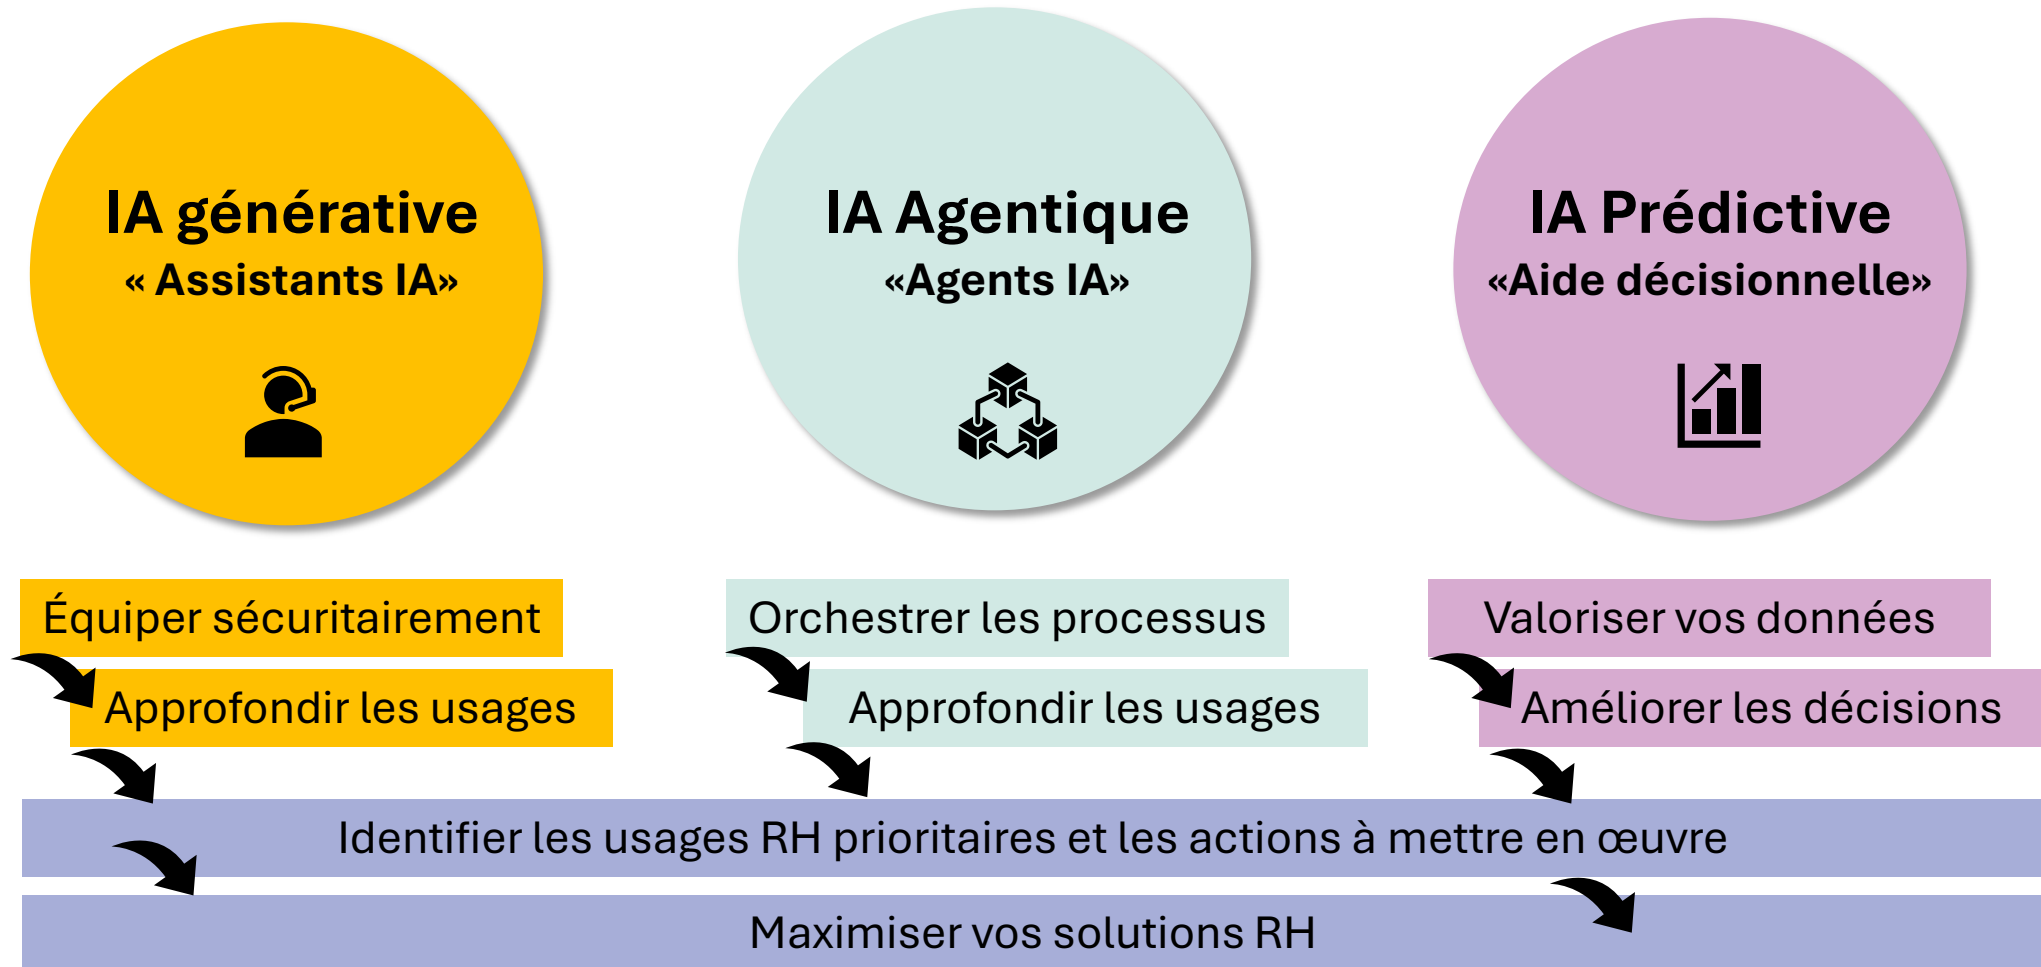 IA générative
« Assistants IA»
IA Agentique
«Agents IA»
IA Prédictive
«Aide décisionnelle»
Équiper sécuritairement
Approfondir les usages
Orchestrer les processus
Approfondir les usages
Valoriser vos données
Améliorer les décisions
Identifier les usages RH prioritaires et les actions à mettre en œuvre
Maximiser vos solutions RH